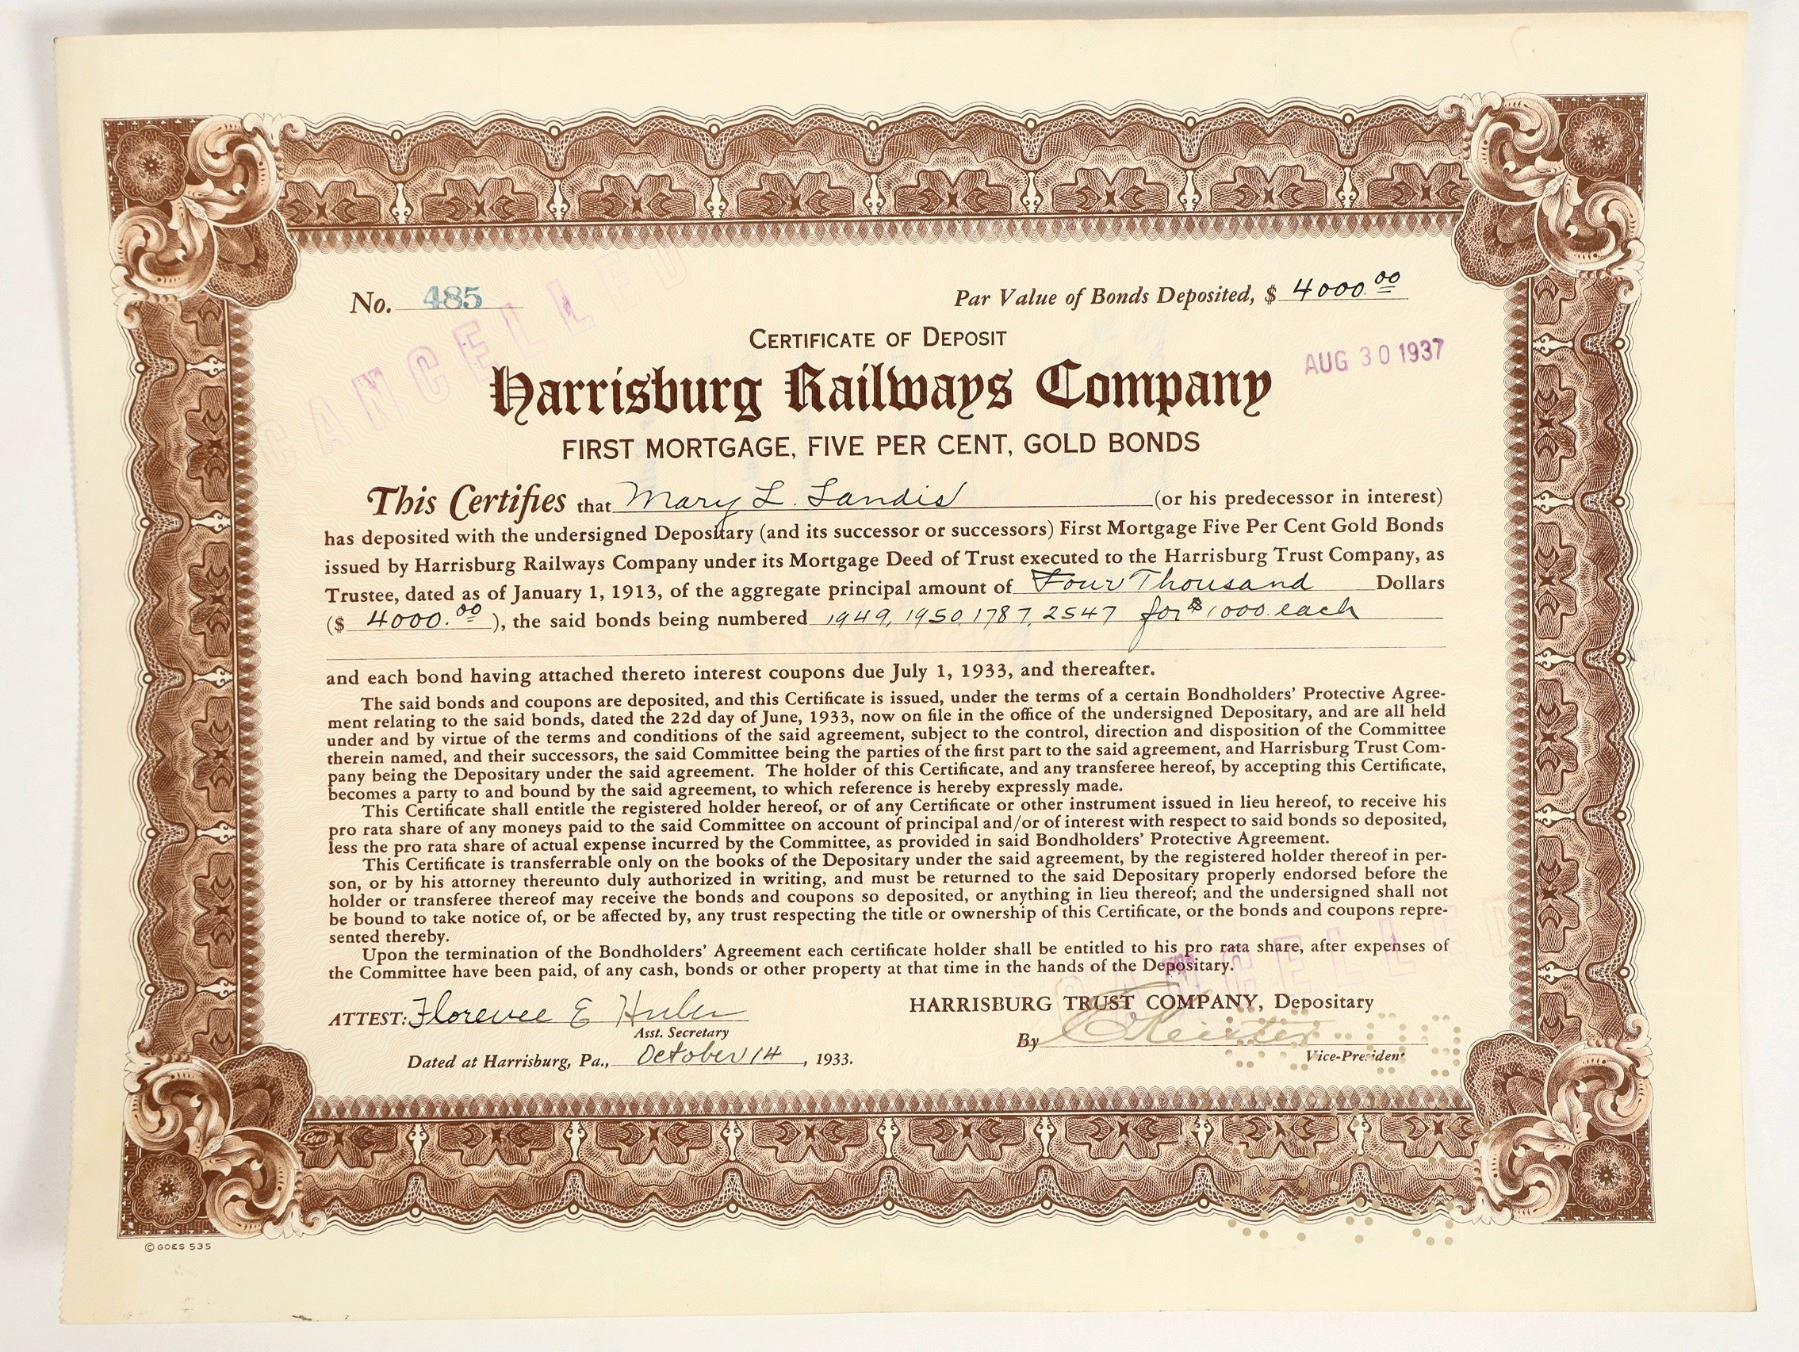 No. 485
Par Value of Bonds Deposited, $ 4000.00
CANCELLED
CERTIFICATE OF DEPOSIT
AUG 30 1937
Harrisburg Railways Company
FIRST MORTGAGE, FIVE PER CENT, GOLD BONDS
This Certifies that Mary L. Landis (or his predecessor in interest)
has deposited with the undersigned Depositary (and its successor or successors) First Mortgage Five Per Cent Gold Bonds
issued by Harrisburg Railways Company under its Mortgage Deed of Trust executed to the Harrisburg Trust Company, as
Trustee, dated as of January 1, 1913, of the aggregate principal amount of Four Thousand Dollars
($ 4000.00 ), the said bonds being numbered 1949, 1950, 1787, 2547 for $1000. each
and each bond having attached thereto interest coupons due July 1, 1933, and thereafter.
The said bonds and coupons are deposited, and this Certificate is issued, under the terms of a certain Bondholders' Protective Agree-
ment relating to the said bonds, dated the 22d day of June, 1933, now on file in the office of the undersigned Depositary, and are all held
under and by virtue of the terms and conditions of the said agreement, subject to the control, direction and disposition of the Committee
therein named, and their successors, the said Committee being the parties of the first part to the said agreement, and Harrisburg Trust Com-
pany being the Depositary under the said agreement. The holder of this Certificate, and any transferee hereof, by accepting this Certificate,
becomes a party to and bound by the said agreement, to which reference is hereby expressly made.
This Certificate shall entitle the registered holder hereof, or of any Certificate or other instrument issued in lieu hereof, to receive his
pro rata share of any moneys paid to the said Committee on account of principal and/or of interest with respect to said bonds so deposited,
less the pro rata share of actual expense incurred by the Committee, as provided in said Bondholders' Protective Agreement.
This Certificate is transferrable only on the books of the Depositary under the said agreement, by the registered holder thereof in per-
son, or by his attorney thereunto duly authorized in writing, and must be returned to the said Depositary properly endorsed before the
holder or transferee thereof may receive the bonds and coupons so deposited, or anything in lieu thereof; and the undersigned shall not
be bound to take notice of, or be affected by, any trust respecting the title or ownership of this Certificate, or the bonds and coupons repre-
sented thereby.
Upon the termination of the Bondholders' Agreement each certificate holder shall be entitled to his pro rata share, after expenses of
the Committee have been paid, of any cash, bonds or other property at that time in the hands of the Depositary.
CANCELLED
HARRISBURG TRUST COMPANY, Depositary
ATTEST: Florence E Huber
Asst. Secretary
By
Vice-President
Dated at Harrisburg, Pa., October 14, 1933.
© GOES 535